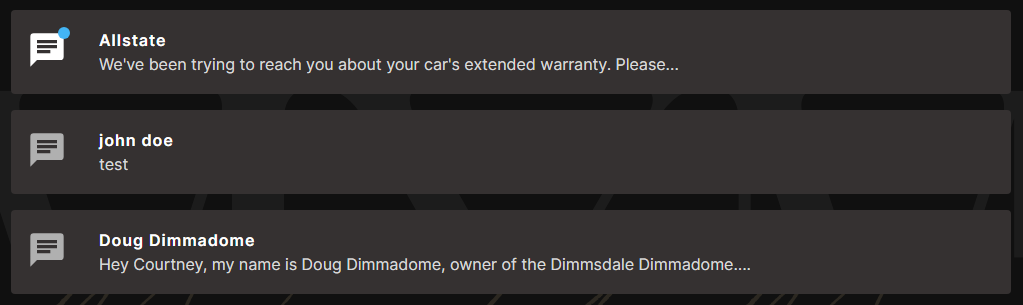 Allstate
We've been trying to reach you about your car's extended warranty. Please...
john doe
test
Doug Dimmadome
Hey Courtney, my name is Doug Dimmadome, owner of the Dimmsdale Dimmadome....